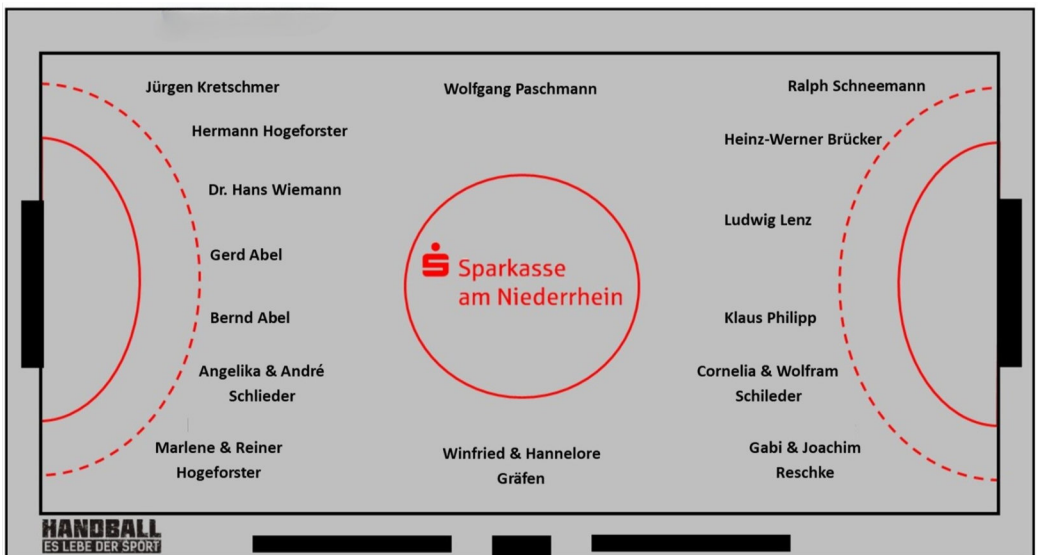 Jürgen Kretschmer
Wolfgang Paschmann
Ralph Schneemann
Hermann Hogeforster
Heinz-Werner Brücker
Dr. Hans Wiemann
Ludwig Lenz
Gerd Abel
Sparkasse
am Niederrhein
Bernd Abel
Klaus Philipp
Angelika & André
Schlieder
Cornelia & Wolfram
Schileder
Marlene & Reiner
Hogeforster
Winfried & Hannelore
Gräfen
Gabi & Joachim
Reschke
HANDBALL
ES LEBE DER SPORT